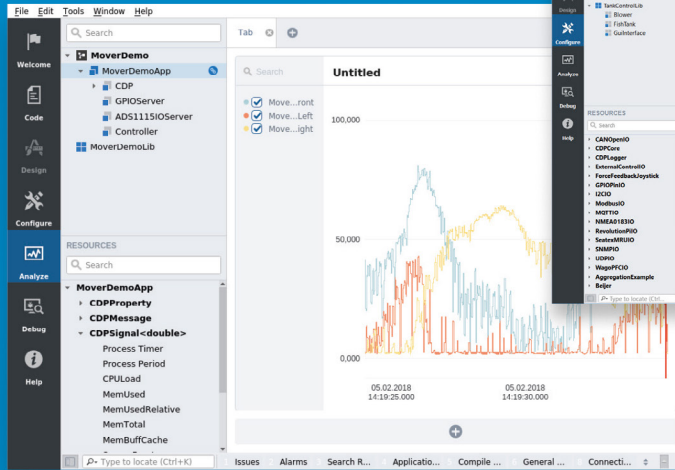 File Edit Tools Window Help
Welcome
Code
Design
Configure
Analyze
Debug
Help
Search
MoverDemo
MoverDemoApp
CDP
GPIOServer
ADS1115IOServer
Controller
MoverDemoLib
RESOURCES
Search
MoverDemoApp
CDPProperty
CDPMessage
CDPSignal<double>
Process Timer
Process Period
CPULoad
MemUsed
MemUsedRelative
MemTotal
MemBuffCache
Type to locate (Ctrl+K)
Tab
Search
Move...ront
Move...Left
Move...ight
Untitled
100,000
50,000
0,000
05.02.2018
14:19:25.000
05.02.2018
14:19:30.000
Issues Alarms Search R... Applicatio... Compile ... General ... Connecti...
Design
Configure
Analyze
Debug
Help
TankControlLib
Blower
FishTank
GuiInterface
RESOURCES
Search
CANOpenIO
CDPCore
CDPLogger
ExternalControlIO
ForceFeedbackJoystick
GPIOPinIO
I2CIO
ModbusIO
MQTTIO
NMEA0183IO
RevolutionPiIO
SeatexMRUIO
SNMPIO
UDPIO
WagoPFCIO
AggregationExample
Beijer
Type to locate (Ctrl...